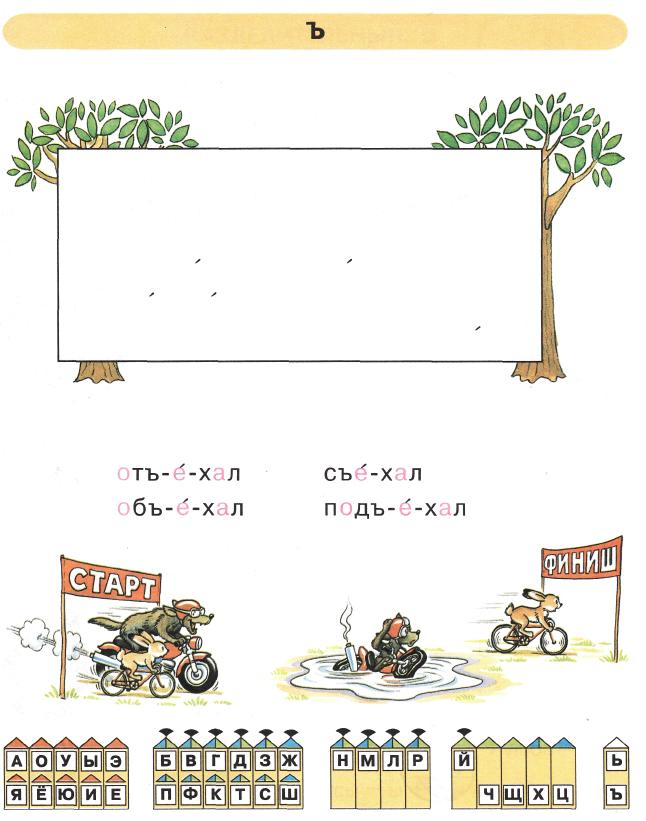 Ъ
отъ-е́-хал съе́-хал
объ-е́-хал подъ-е́-хал
СТАРТ ФИНИШ
А О У Ы Э Б В Г Д З Ж Н М Л Р Й Ь
Я Ё Ю И Е П Ф К Т С Ш Ч Щ Х Ц Ъ